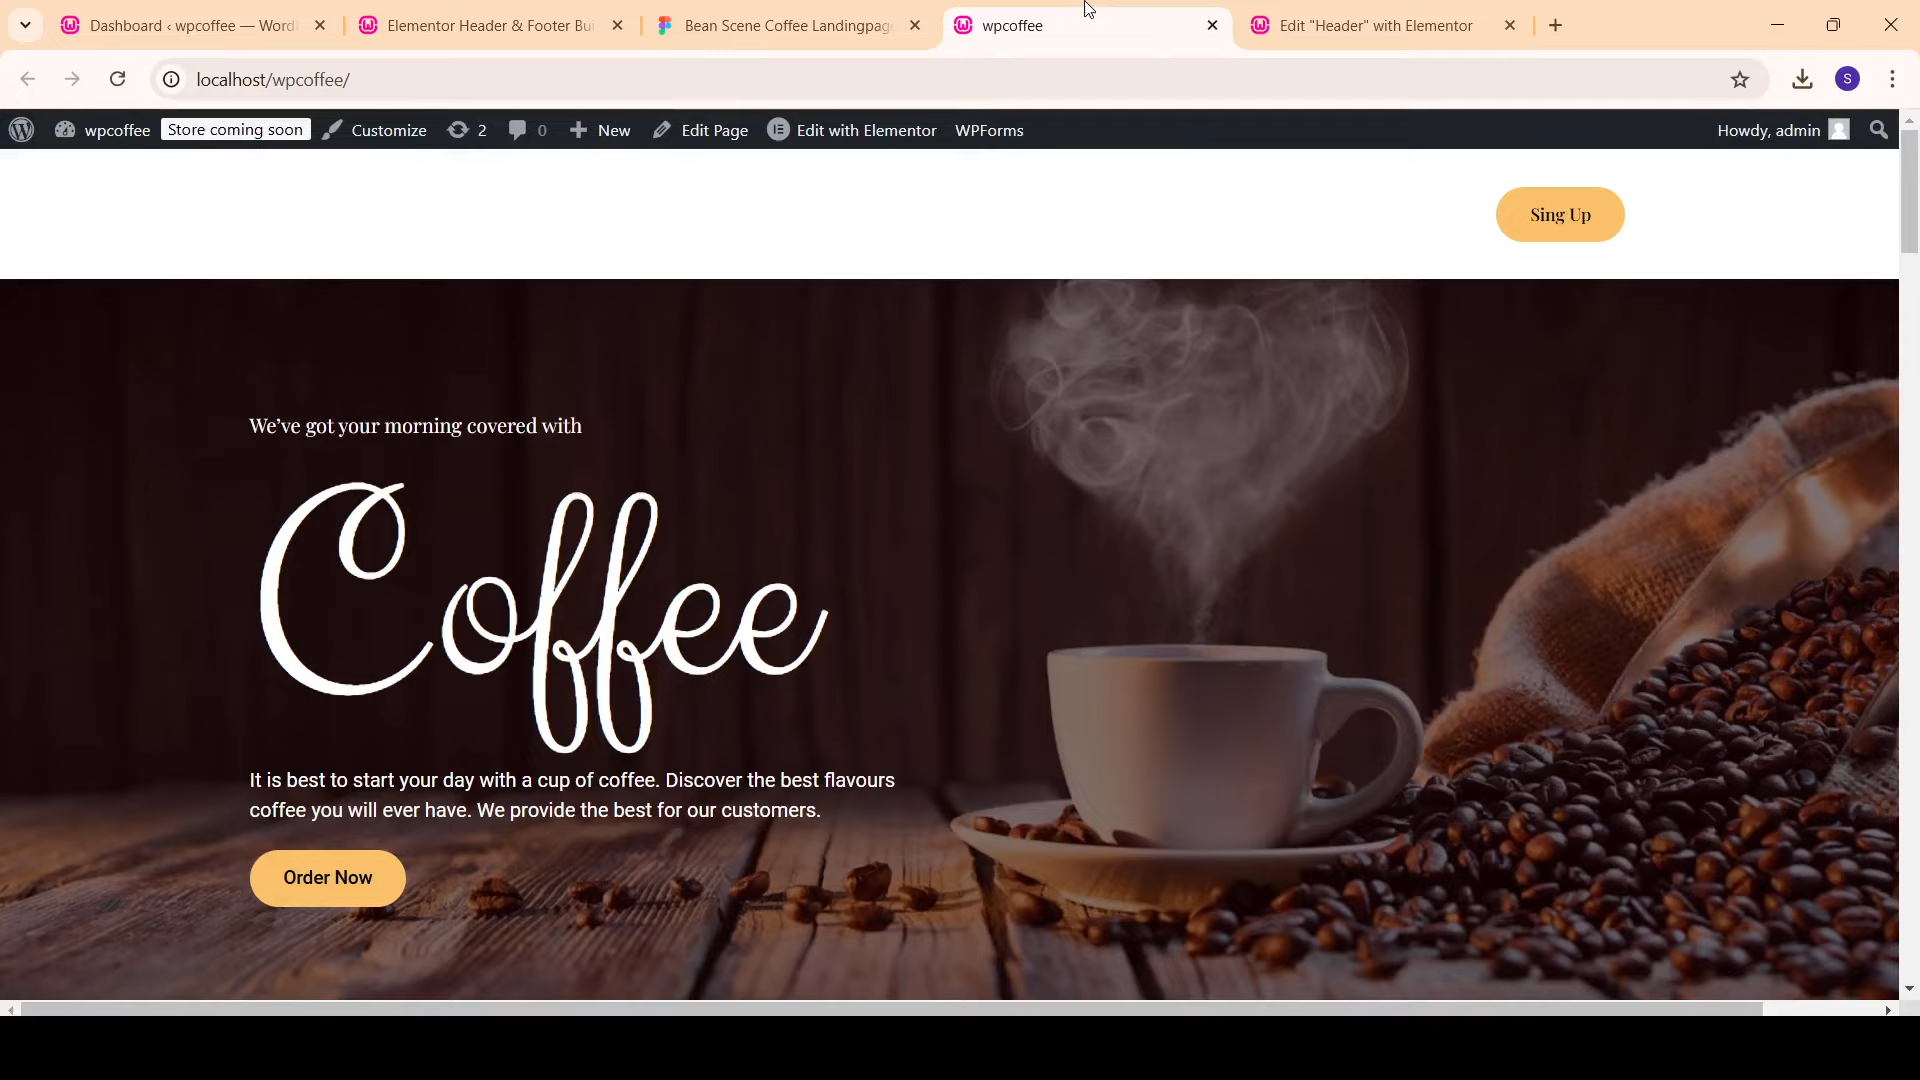 Dashboard ‹ wpcoffee — Word
Elementor Header & Footer Bui
Bean Scene Coffee Landingpag
wpcoffee
Edit "Header" with Elementor
localhost/wpcoffee/
S
wpcoffee
Store coming soon
Customize
2
0
New
Edit Page
Edit with Elementor
WPForms
Howdy, admin
Sing Up
We’ve got your morning covered with
Coffee
It is best to start your day with a cup of coffee. Discover the best flavours
coffee you will ever have. We provide the best for our customers.
Order Now